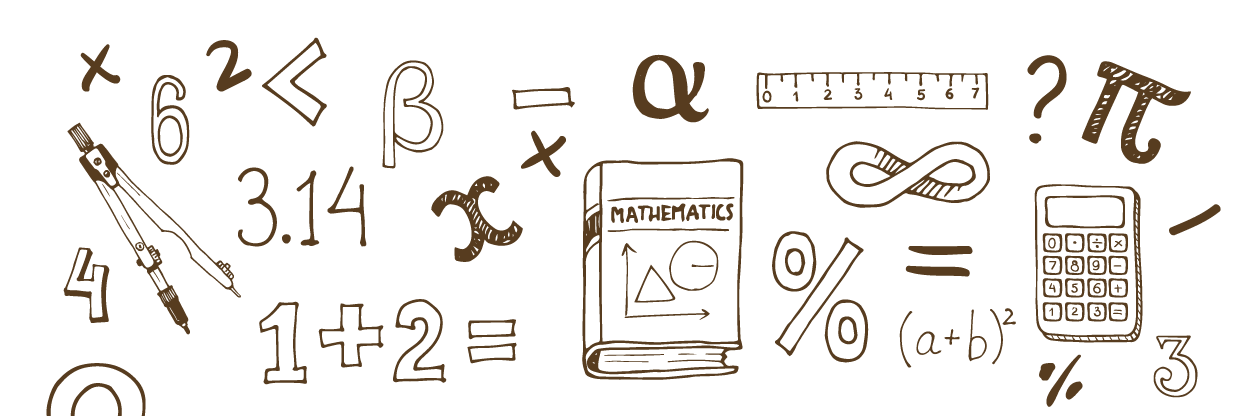 × 6 2 < β − α 0 1 2 3 4 5 6 7 ? π
3.14 x × ∞
MATHEMATICS
4 % = −
0 · ÷ ×
7 8 9 −
4 5 6 +
1 2 3 =
1+2= (a+b)²
% 3